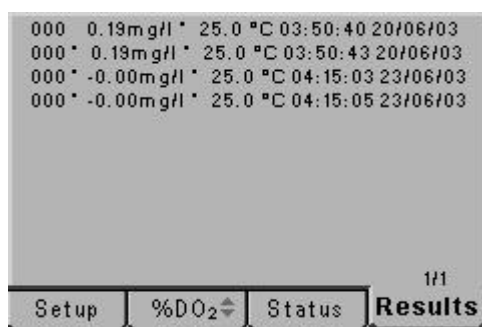 000 0.19mg/l * 25.0 °C 03:50:40 20/06/03
000 * 0.19mg/l * 25.0 °C 03:50:43 20/06/03
000 * -0.00mg/l * 25.0 °C 04:15:03 23/06/03
000 * -0.00mg/l * 25.0 °C 04:15:05 23/06/03
1/1
Setup %DO₂ Status Results